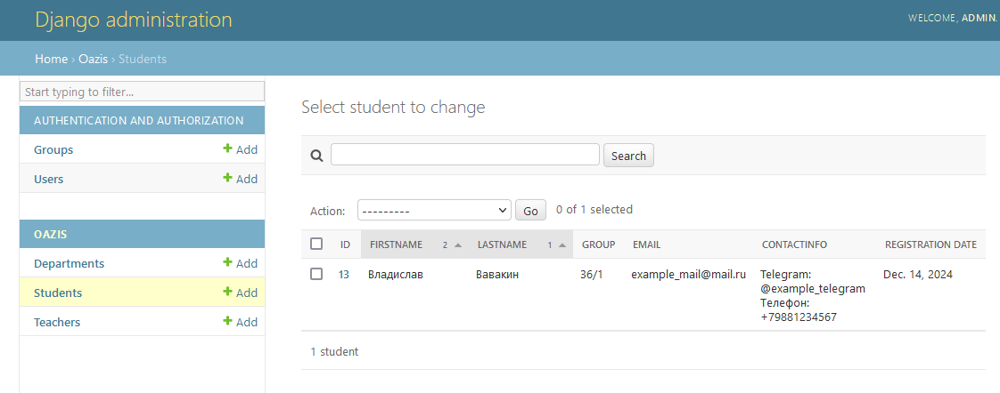 Django administration
WELCOME, ADMIN.
Home › Oazis › Students
Start typing to filter...
AUTHENTICATION AND AUTHORIZATION
Groups + Add
Users + Add
OAZIS
Departments + Add
Students + Add
Teachers + Add
Select student to change
Search
Action: --------- Go 0 of 1 selected
ID FIRSTNAME 2 LASTNAME 1 GROUP EMAIL CONTACTINFO REGISTRATION DATE
13 Владислав Вавакин 36/1 example_mail@mail.ru Telegram: Dec. 14, 2024
@example_telegram
Телефон:
+79881234567
1 student